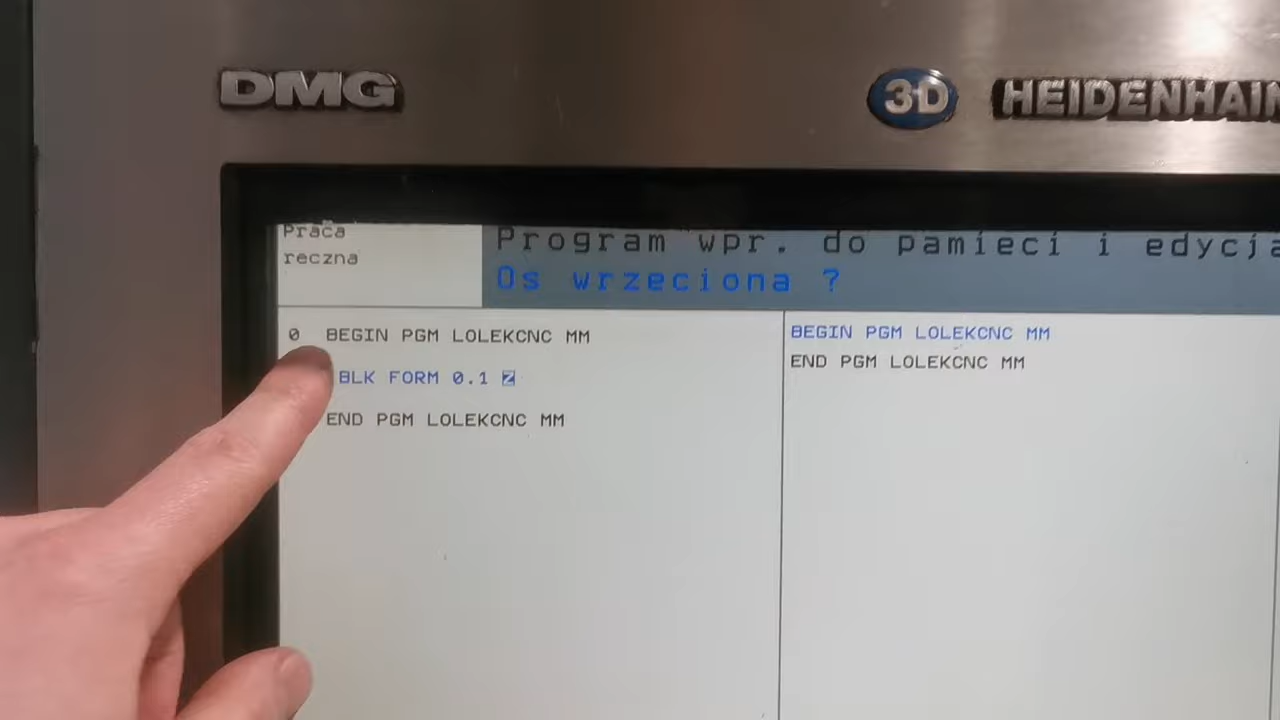 DMG
3D HEIDENHAIN
Praca
reczna
Program wpr. do pamieci i edycja
Os wrzeciona ?
0 BEGIN PGM LOLEKCNC MM
BLK FORM 0.1 Z
END PGM LOLEKCNC MM
BEGIN PGM LOLEKCNC MM
END PGM LOLEKCNC MM